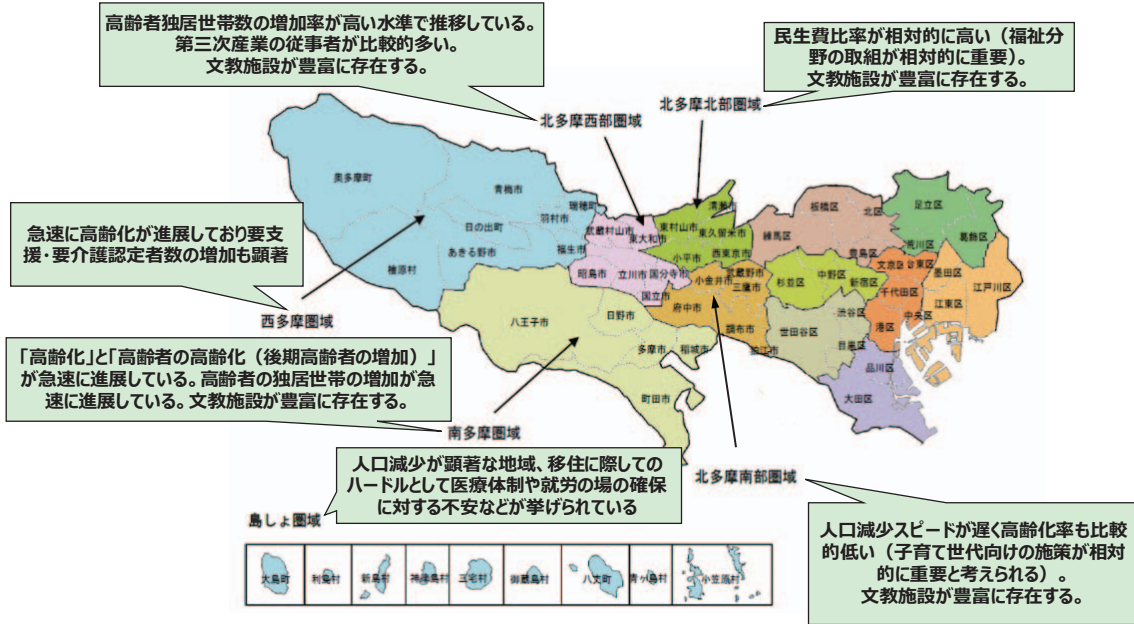 高齢者独居世帯数の増加率が高い水準で推移している。
第三次産業の従事者が比較的多い。
文教施設が豊富に存在する。
民生費比率が相対的に高い（福祉分
野の取組が相対的に重要）。
文教施設が豊富に存在する。
北多摩西部圏域
北多摩北部圏域
急速に高齢化が進展しており要支
援・要介護認定者数の増加も顕著
西多摩圏域
「高齢化」と「高齢者の高齢化（後期高齢者の増加）」
が急速に進展している。高齢者の独居世帯の増加が急
速に進展している。文教施設が豊富に存在する。
南多摩圏域
人口減少が顕著な地域、移住に際しての
ハードルとして医療体制や就労の場の確保
に対する不安などが挙げられている
北多摩南部圏域
人口減少スピードが遅く高齢化率も比較
的低い（子育て世代向けの施策が相対
的に重要と考えられる）。
文教施設が豊富に存在する。
奥多摩町
青梅市
瑞穂町
日の出町
羽村市
あきる野市
福生市
檜原村
武蔵村山市
東大和市
昭島市
立川市
国分寺市
国立市
東村山市
清瀬市
東久留米市
小平市
西東京市
小金井市
武蔵野市
三鷹市
府中市
調布市
狛江市
八王子市
日野市
多摩市
稲城市
町田市
板橋区
北区
練馬区
豊島区
足立区
荒川区
葛飾区
文京区
台東区
墨田区
江戸川区
杉並区
中野区
新宿区
千代田区
江東区
中央区
渋谷区
港区
世田谷区
目黒区
品川区
大田区
島しょ圏域
大島町
利島村
新島村
神津島村
三宅村
御蔵島村
八丈町
青ヶ島村
小笠原村